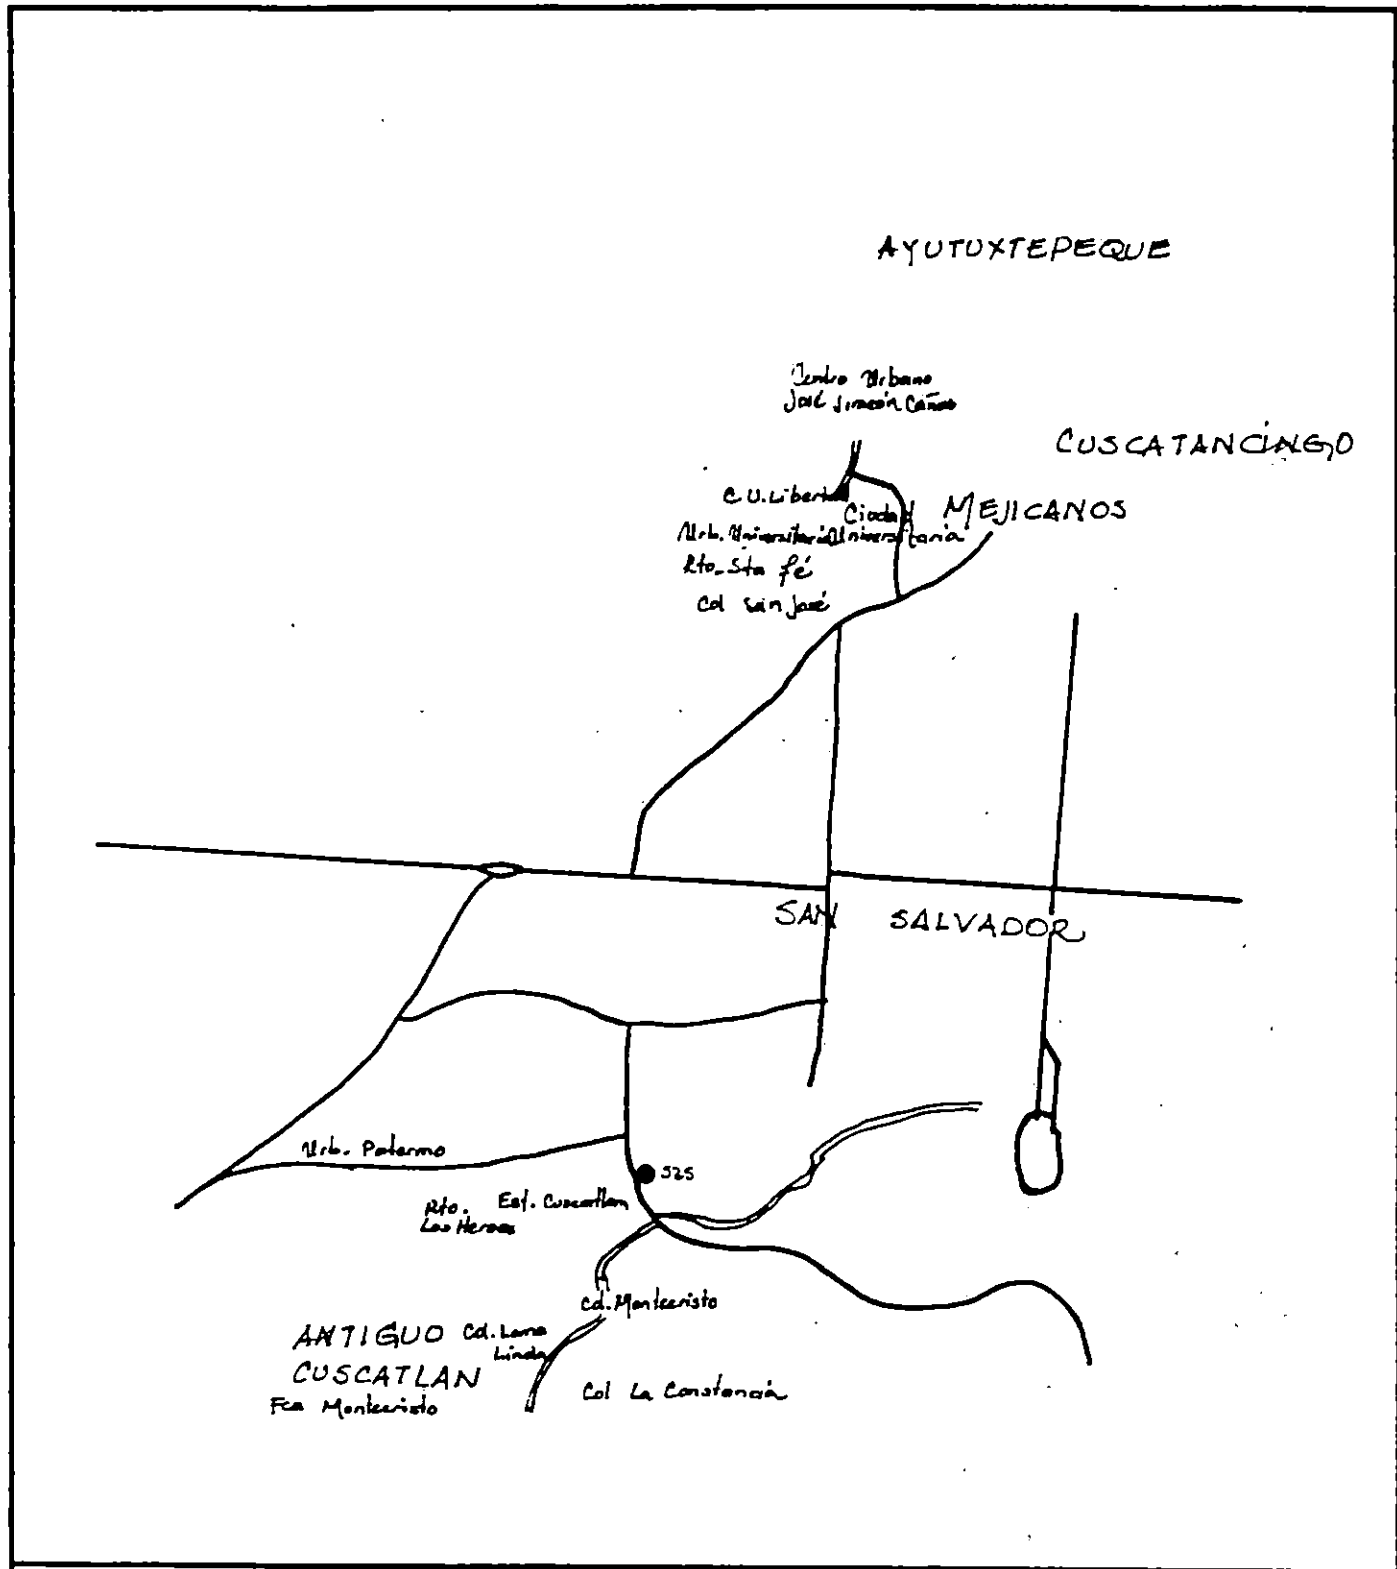 AYUTUXTEPEQUE
Centro Urbano
José Simeón Cañas
CUSCATANCINGO
C.U. Libertad
Ciudad
MEJICANOS
Urb. Universitaria
Universitaria
Rto. Sta fé
Col San José
SAN SALVADOR
Urb. Palermo
525
Rto.
Los Heroes
Est. Cuscatlan
Col. Montecristo
ANTIGUO
CUSCATLAN
Col. Loma
Linda
Fca Montecristo
Col La Constancia